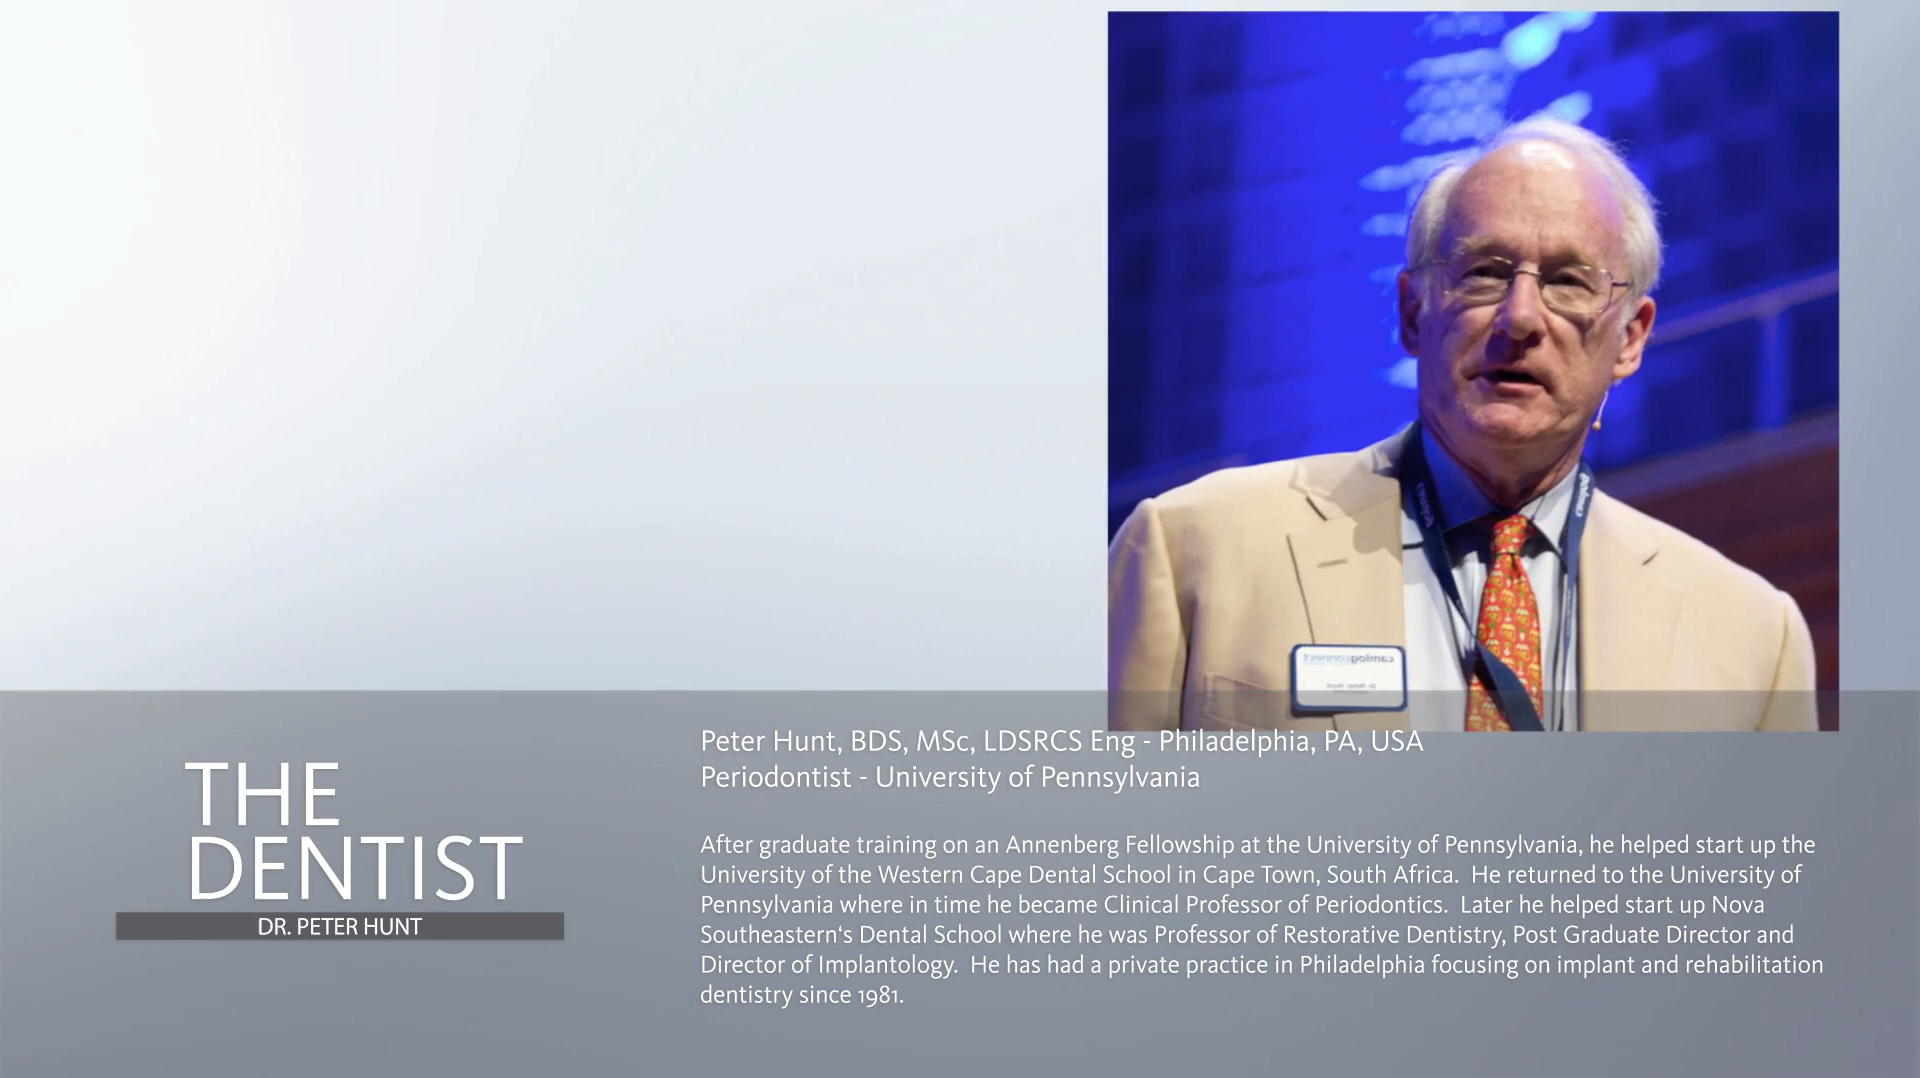 camlogconnect
Dr. Peter Hunt
Peter Hunt, BDS, MSc, LDSRCS Eng - Philadelphia, PA, USA
Periodontist - University of Pennsylvania
THE
DENTIST
DR. PETER HUNT
After graduate training on an Annenberg Fellowship at the University of Pennsylvania, he helped start up the
University of the Western Cape Dental School in Cape Town, South Africa.  He returned to the University of
Pennsylvania where in time he became Clinical Professor of Periodontics.  Later he helped start up Nova
Southeastern‘s Dental School where he was Professor of Restorative Dentistry, Post Graduate Director and
Director of Implantology.  He has had a private practice in Philadelphia focusing on implant and rehabilitation
dentistry since 1981.